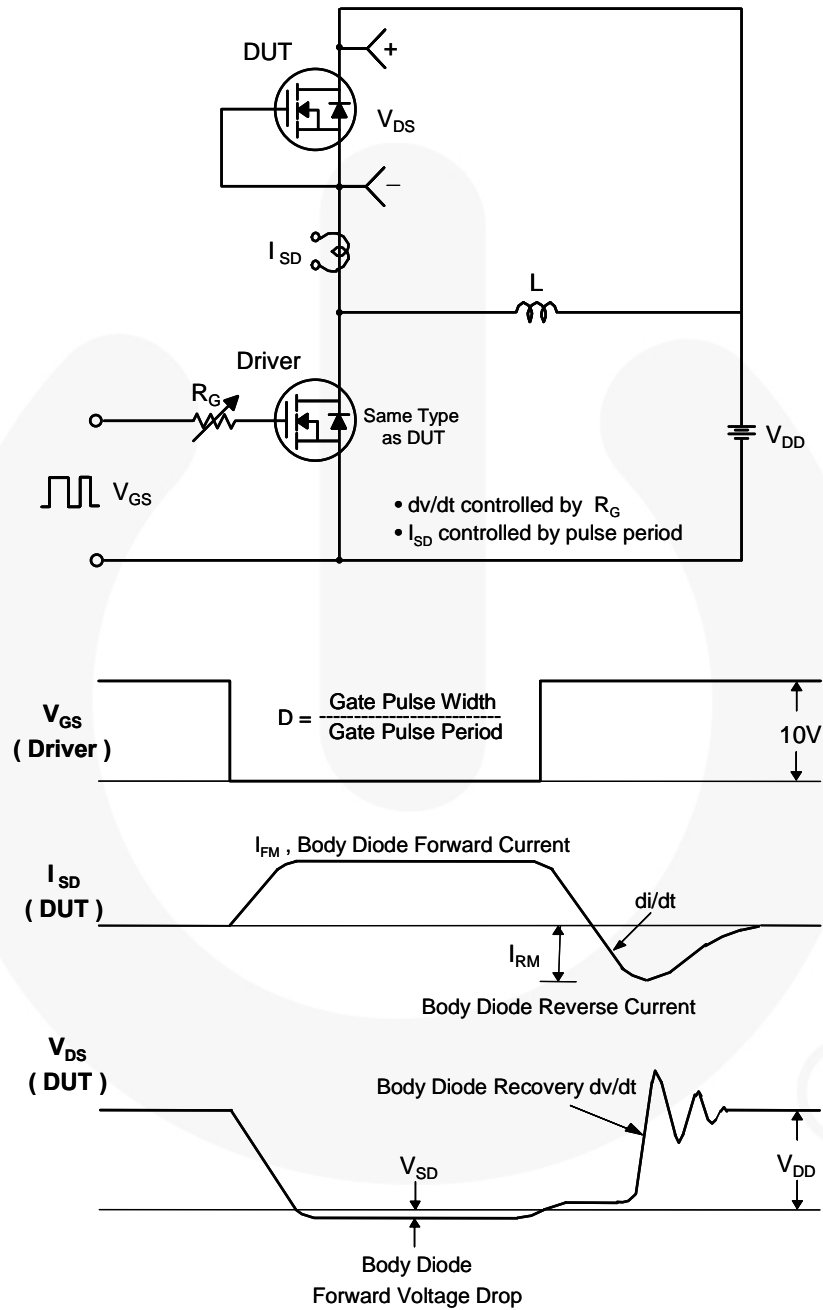 DUT
+
V_DS
–
I_SD
L
Driver
R_G
Same Type
as DUT
V_DD
V_GS
• dv/dt controlled by R_G
• I_SD controlled by pulse period
V_GS
( Driver )
D = Gate Pulse Width
Gate Pulse Period
10V
I_FM , Body Diode Forward Current
I_SD
( DUT )
di/dt
I_RM
Body Diode Reverse Current
V_DS
( DUT )
Body Diode Recovery dv/dt
V_SD
V_DD
Body Diode
Forward Voltage Drop